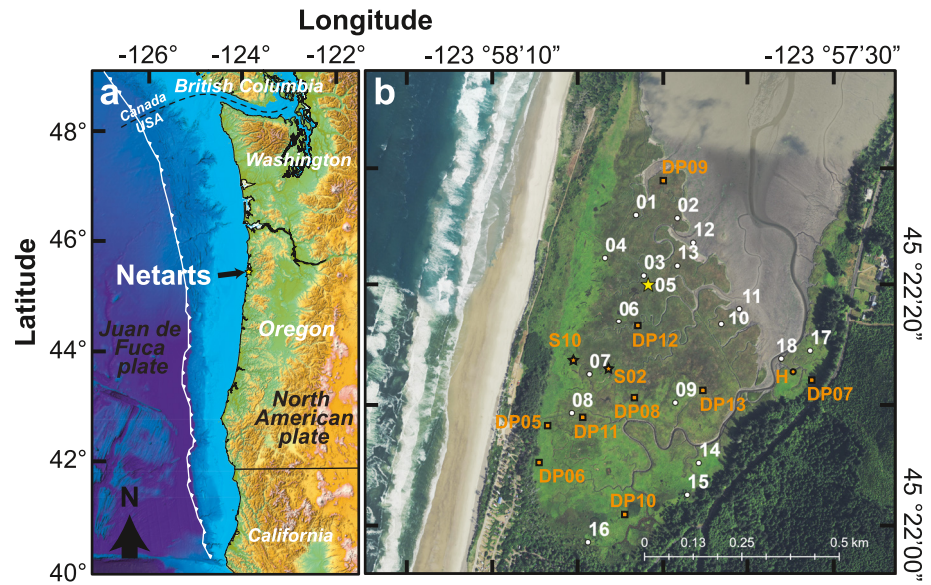 Longitude
-126° -124° -122°
-123 °58'10” -123 °57'30”
Latitude
48°
46°
44°
42°
40°
a
British Columbia
Canada
USA
Washington
Netarts
Juan de
Fuca
plate
Oregon
North
American
plate
California
N
b
DP09
01
02
12
04
13
03
05
11
06
10
DP12
17
S10
18
07
S02
H
DP07
09
DP13
08
DP08
DP05
DP11
14
DP06
15
DP10
16
0 0.13 0.25 0.5 km
45 °22'20”
45 °22'00”